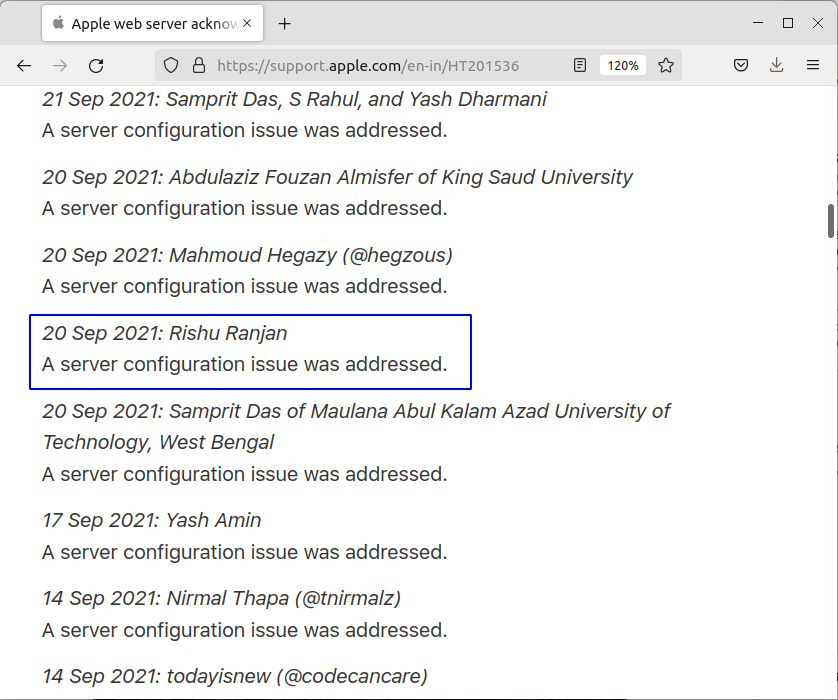 Apple web server acknow
https://support.apple.com/en-in/HT201536
120%
21 Sep 2021: Samprit Das, S Rahul, and Yash Dharmani
A server configuration issue was addressed.
20 Sep 2021: Abdulaziz Fouzan Almisfer of King Saud University
A server configuration issue was addressed.
20 Sep 2021: Mahmoud Hegazy (@hegzous)
A server configuration issue was addressed.
20 Sep 2021: Rishu Ranjan
A server configuration issue was addressed.
20 Sep 2021: Samprit Das of Maulana Abul Kalam Azad University of
Technology, West Bengal
A server configuration issue was addressed.
17 Sep 2021: Yash Amin
A server configuration issue was addressed.
14 Sep 2021: Nirmal Thapa (@tnirmalz)
A server configuration issue was addressed.
14 Sep 2021: todayisnew (@codecancare)